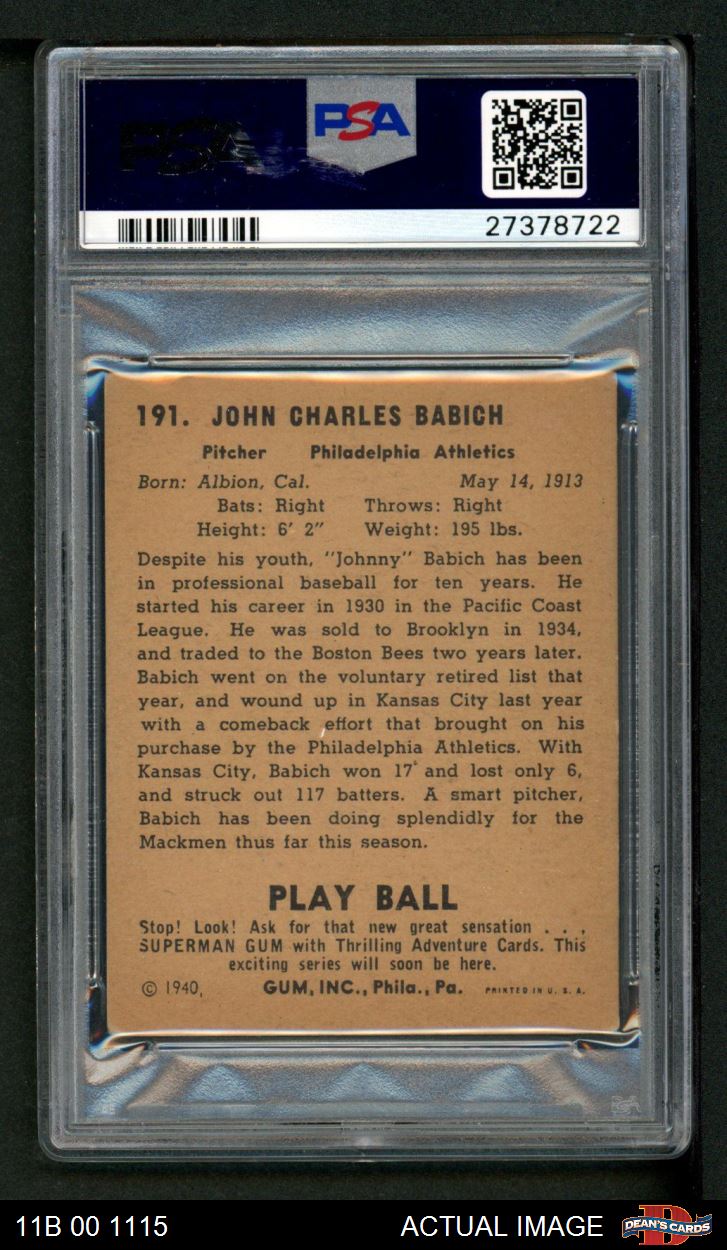 PSA
PSA
27378722
191. JOHN CHARLES BABICH
Pitcher Philadelphia Athletics
Born: Albion, Cal. May 14, 1913
Bats: Right Throws: Right
Height: 6' 2" Weight: 195 lbs.
Despite his youth, "Johnny" Babich has been
in professional baseball for ten years. He
started his career in 1930 in the Pacific Coast
League. He was sold to Brooklyn in 1934,
and traded to the Boston Bees two years later.
Babich went on the voluntary retired list that
year, and wound up in Kansas City last year
with a comeback effort that brought on his
purchase by the Philadelphia Athletics. With
Kansas City, Babich won 17 and lost only 6,
and struck out 117 batters. A smart pitcher,
Babich has been doing splendidly for the
Mackmen thus far this season.
PLAY BALL
Stop! Look! Ask for that new great sensation . . ,
SUPERMAN GUM with Thrilling Adventure Cards. This
exciting series will soon be here.
© 1940, GUM, INC., Phila., Pa. PRINTED IN U. S. A.
PSA
11B 00 1115 ACTUAL IMAGE D DEAN'S CARDS